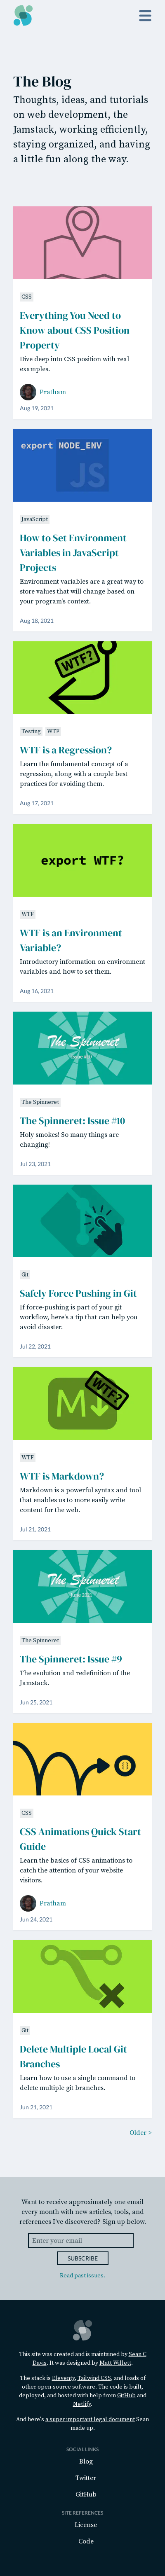 The Blog
Thoughts, ideas, and tutorials
on web development, the
Jamstack, working efficiently,
staying organized, and having
a little fun along the way.
CSS
Everything You Need to
Know about CSS Position
Property
Dive deep into CSS position with real
examples.
Pratham
Aug 19, 2021
export NODE_ENV
JS
JavaScript
How to Set Environment
Variables in JavaScript
Projects
Environment variables are a great way to
store values that will change based on
your program's context.
Aug 18, 2021
WTF?
Testing WTF
WTF is a Regression?
Learn the fundamental concept of a
regression, along with a couple best
practices for avoiding them.
Aug 17, 2021
export WTF?
WTF
WTF is an Environment
Variable?
Introductory information on environment
variables and how to set them.
Aug 16, 2021
The Spinneret
The Spinneret
The Spinneret: Issue #10
Holy smokes! So many things are
changing!
Jul 23, 2021
Git
Safely Force Pushing in Git
If force-pushing is part of your git
workflow, here's a tip that can help you
avoid disaster.
Jul 22, 2021
M
WTF?
WTF
WTF is Markdown?
Markdown is a powerful syntax and tool
that enables us to more easily write
content for the web.
Jul 21, 2021
The Spinneret
The Spinneret
The Spinneret: Issue #9
The evolution and redefinition of the
Jamstack.
Jun 25, 2021
CSS
CSS Animations Quick Start
Guide
Learn the basics of CSS animations to
catch the attention of your website
visitors.
Pratham
Jun 24, 2021
Git
Delete Multiple Local Git
Branches
Learn how to use a single command to
delete multiple git branches.
Jun 21, 2021
Older >
Want to receive approximately one email
every month with new articles, tools, and
resources I've discovered? Sign up below.
Enter your email
SUBSCRIBE
Read past issues.
This site was created and is maintained by Sean C
Davis. It was designed by Matt Willett.
The stack is Eleventy, Tailwind CSS, and loads of
other open source software. The code is built,
deployed, and hosted with help from GitHub and
Netlify.
And here's a super important legal document Sean
made up.
SOCIAL LINKS
Blog
Twitter
GitHub
SITE REFERENCES
License
Code